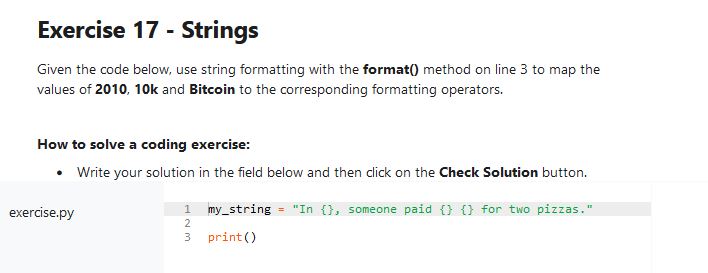 Exercise 17 - Strings
Given the code below, use string formatting with the format() method on line 3 to map the
values of 2010, 10k and Bitcoin to the corresponding formatting operators.
How to solve a coding exercise:
• Write your solution in the field below and then click on the Check Solution button.
exercise.py
1 my_string = "In {}, someone paid {} {} for two pizzas."
2
3 print()